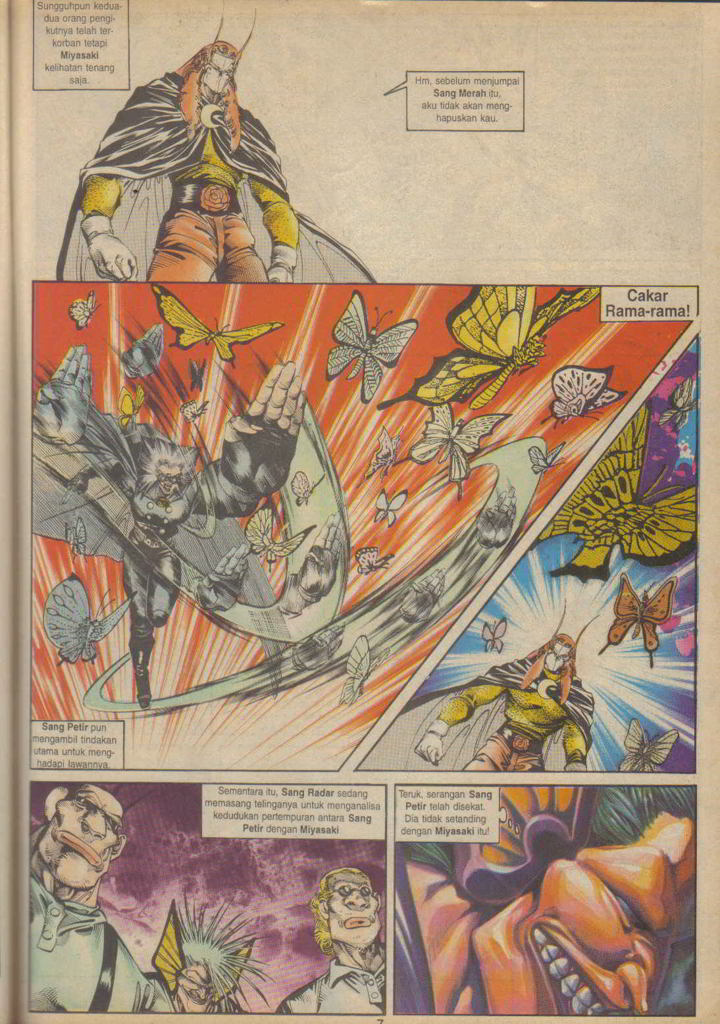 Sungguhpun kedua-
dua orang pengi-
kutnya telah ter-
korban tetapi
Miyasaki
kelihatan tenang
saja.
Hm, sebelum menjumpai
Sang Merah itu,
aku tidak akan meng-
hapuskan kau.
Cakar
Rama-rama!
Sang Petir pun
mengambil tindakan
utama untuk meng-
hadapi lawannya.
Sementara itu, Sang Radar sedang
memasang telinganya untuk menganalisa
kedudukan pertempuran antara Sang
Petir dengan Miyasaki
Teruk, serangan Sang
Petir telah disekat.
Dia tidak setanding
dengan Miyasaki itu!
7